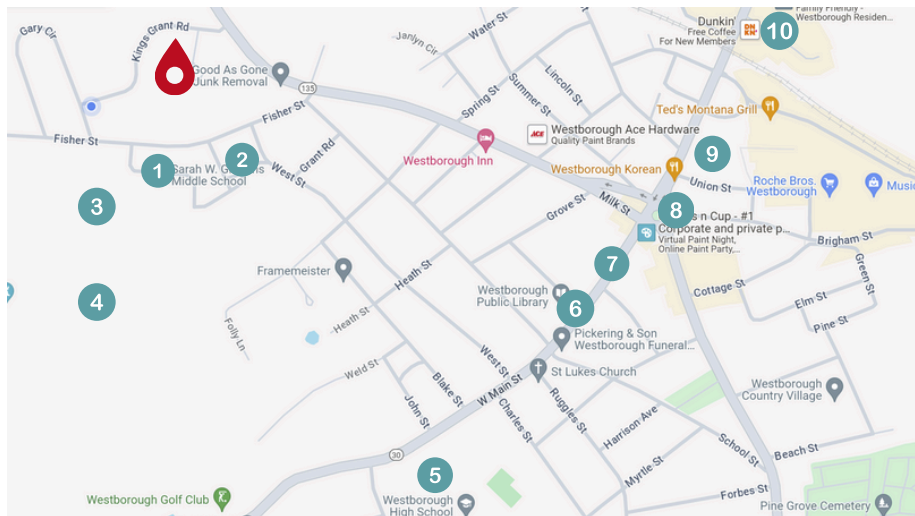 Gary Cir
Kings Grant Rd
Water St
Janlyn Cir
Dunkin'
Free Coffee
For New Members
DN
KN'
10
Family Friendly -
Westborough Residen...
Good As Gone
Junk Removal
135
Fisher St
Spring St
Summer St
Lincoln St
Ted's Montana Grill
ACE
Westborough Ace Hardware
Quality Paint Brands
Fisher St
Grant Rd
Westborough Inn
Westborough Korean
9
1
2
Sarah W.
Middle School
West St
Union St
Roche Bros.
Westborough
Music
3
Grove St
Milk St
8
n Cup - #1
Corporate and private p...
Virtual Paint Night,
Online Paint Party,...
Brigham St
7
Green St
Framemeister
Heath St
Westborough
Public Library
4
6
Cottage St
Elm St
Pine St
Folly Ln
Heath St
Pickering & Son
Westborough Funeral...
Weld St
West St
St Lukes Church
W Main St
Blake St
John St
Charles St
Ruggles St
Harrison Ave
Westborough
Country Village
School St
Beach St
30
5
Myrtle St
Forbes St
Westborough Golf Club
Westborough
High School
Pine Grove Cemetery